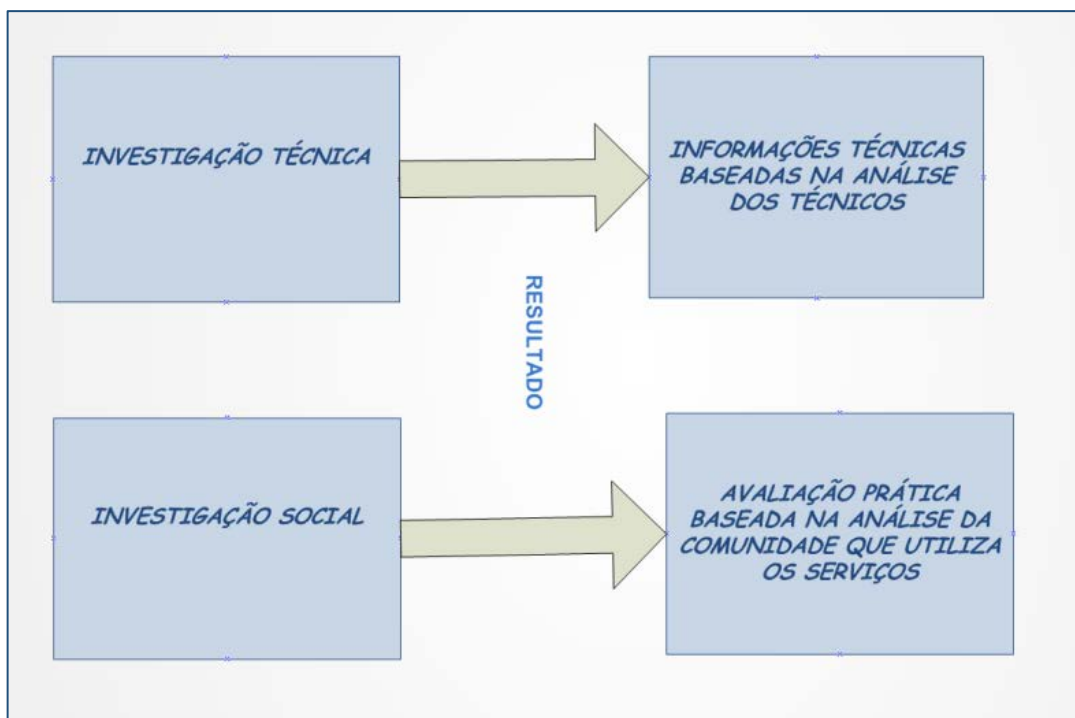 INVESTIGAÇÃO TÉCNICA
INFORMAÇÕES TÉCNICAS
BASEADAS NA ANÁLISE
DOS TÉCNICOS
RESULTADO
INVESTIGAÇÃO SOCIAL
AVALIAÇÃO PRÁTICA
BASEADA NA ANÁLISE DA
COMUNIDADE QUE UTILIZA
OS SERVIÇOS